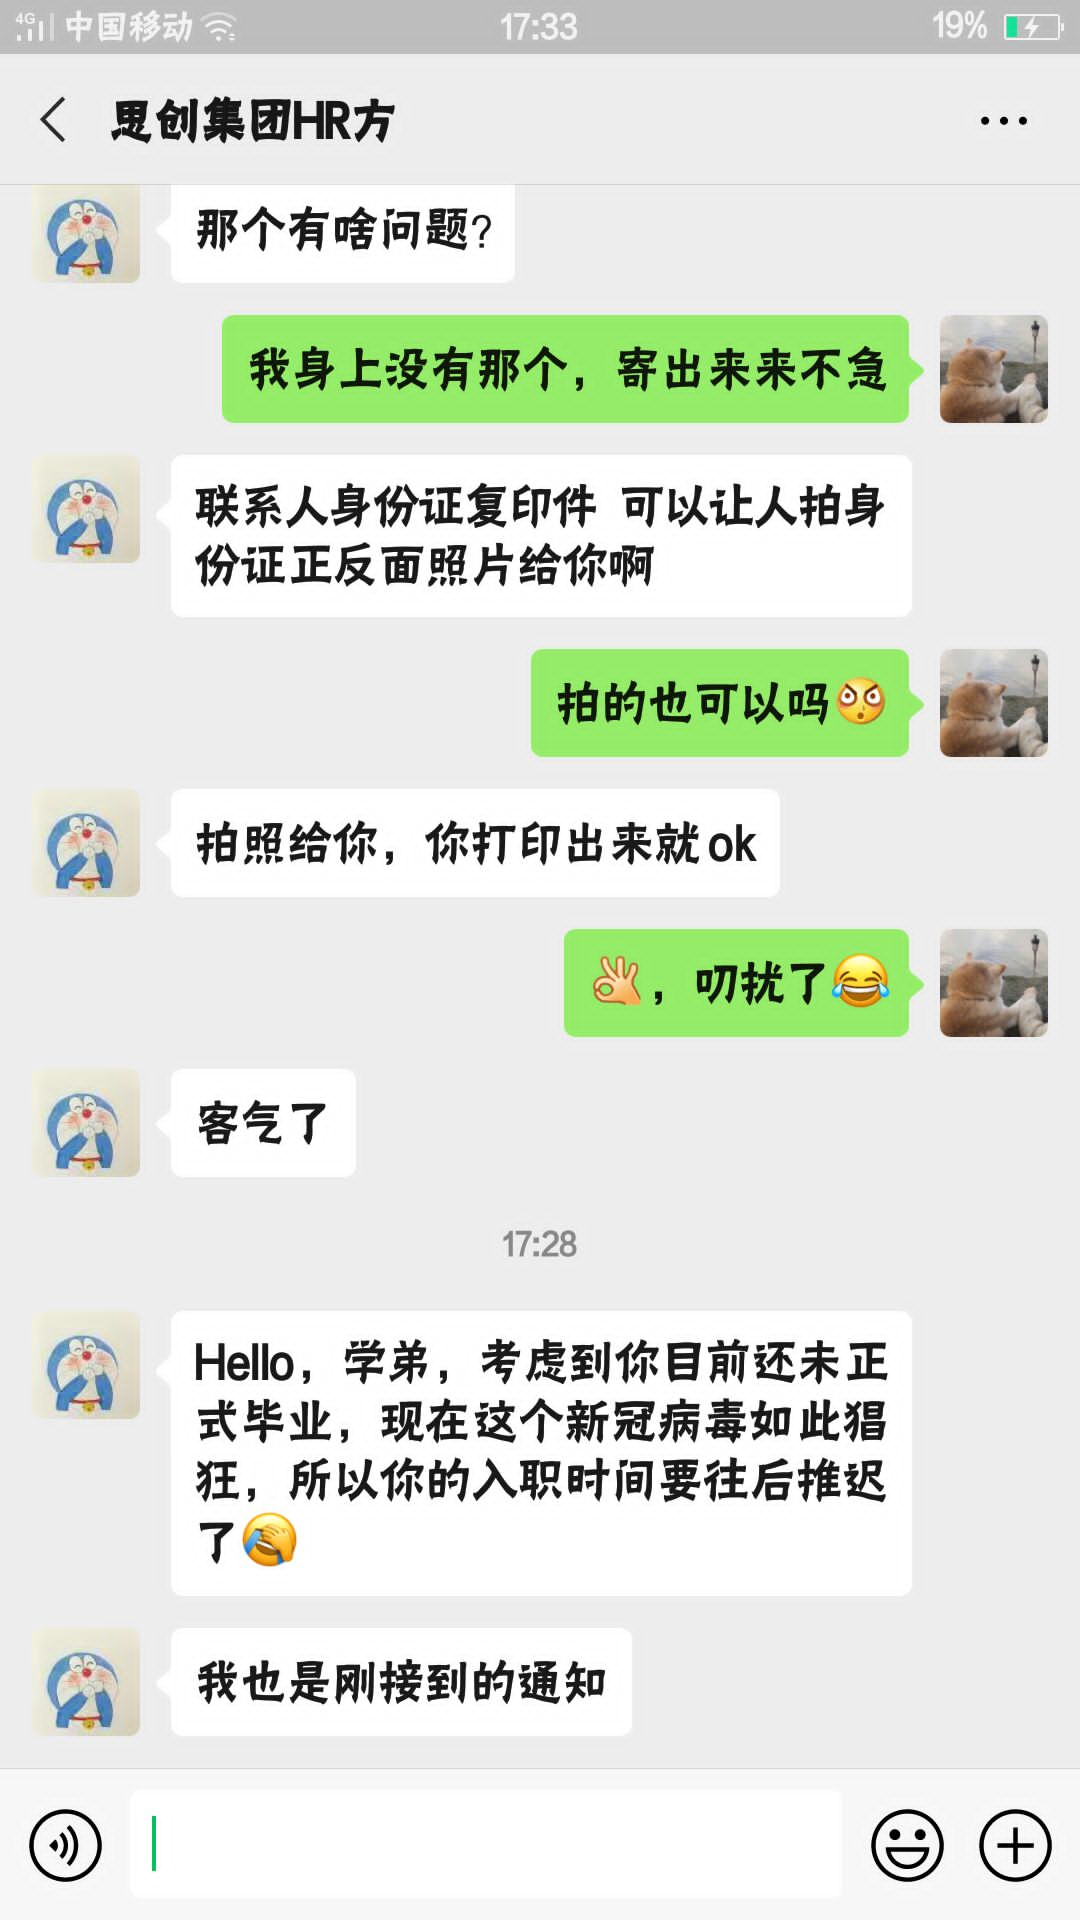 4G 中国移动 17:33 19%
思创集团HR方
那个有啥问题?
我身上没有那个，寄出来来不急
联系人身份证复印件 可以让人拍身
份证正反面照片给你啊
拍的也可以吗
拍照给你，你打印出来就ok
，叨扰了
客气了
17:28
Hello，学弟，考虑到你目前还未正
式毕业，现在这个新冠病毒如此猖
狂，所以你的入职时间要往后推迟
了
我也是刚接到的通知